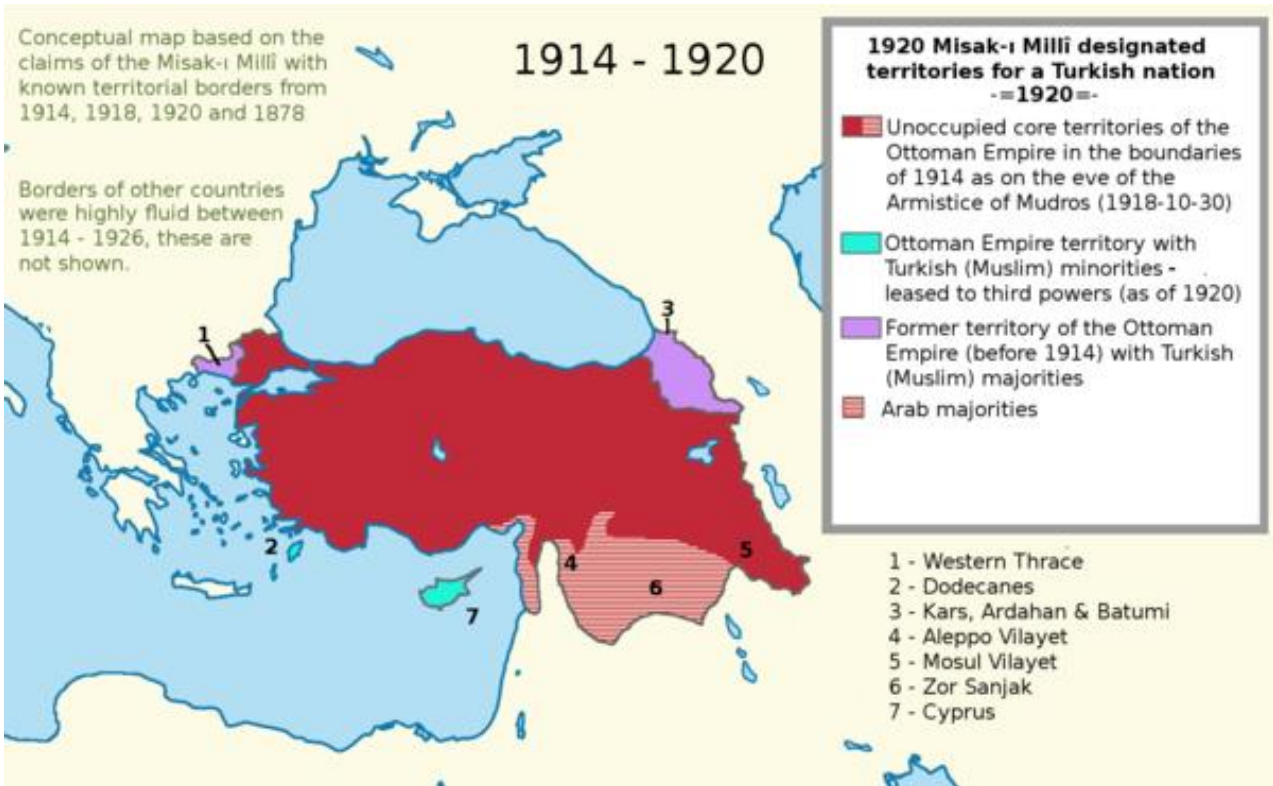 Conceptual map based on the
claims of the Misak-ı Millî with
known territorial borders from
1914, 1918, 1920 and 1878
Borders of other countries
were highly fluid between
1914 - 1926, these are
not shown.
1914 - 1920
1920 Misak-ı Millî designated
territories for a Turkish nation
-=1920=-
Unoccupied core territories of the
Ottoman Empire in the boundaries
of 1914 as on the eve of the
Armistice of Mudros (1918-10-30)
Ottoman Empire territory with
Turkish (Muslim) minorities -
leased to third powers (as of 1920)
Former territory of the Ottoman
Empire (before 1914) with Turkish
(Muslim) majorities
Arab majorities
1
3
2
4
5
6
7
1 - Western Thrace
2 - Dodecanes
3 - Kars, Ardahan & Batumi
4 - Aleppo Vilayet
5 - Mosul Vilayet
6 - Zor Sanjak
7 - Cyprus